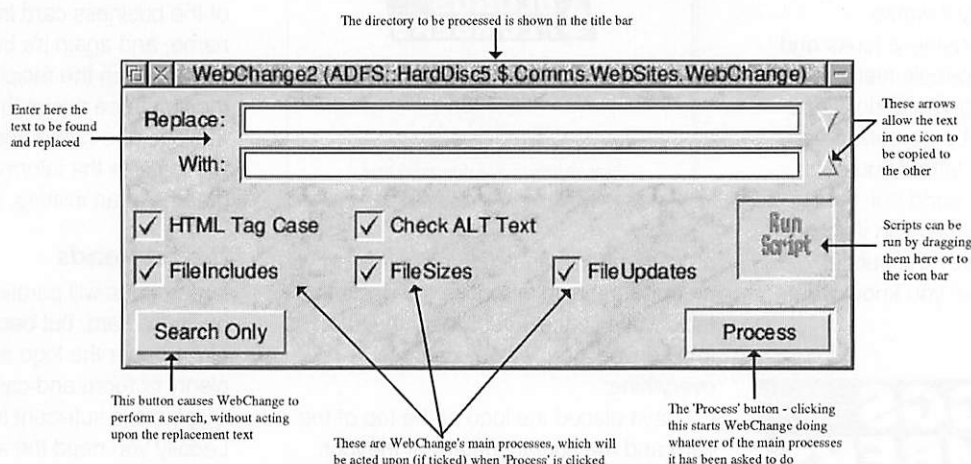 The directory to be processed is shown in the title bar
WebChange2 (ADFS::HardDisc5.$.Comms.WebSites.WebChange)
Enter here the
text to be found
and replaced
Replace:
With:
These arrows
allow the text
in one icon to
be copied to
the other
HTML Tag Case
Check ALT Text
Run
Script
Scripts can be
run by dragging
them here or to
the icon bar
FileIncludes
FileSizes
FileUpdates
Search Only
Process
This button causes WebChange to
perform a search, without acting
upon the replacement text
These are WebChange's main processes, which will
be acted upon (if ticked) when 'Process' is clicked
The 'Process' button - clicking
this starts WebChange doing
whatever of the main processes
it has been asked to do